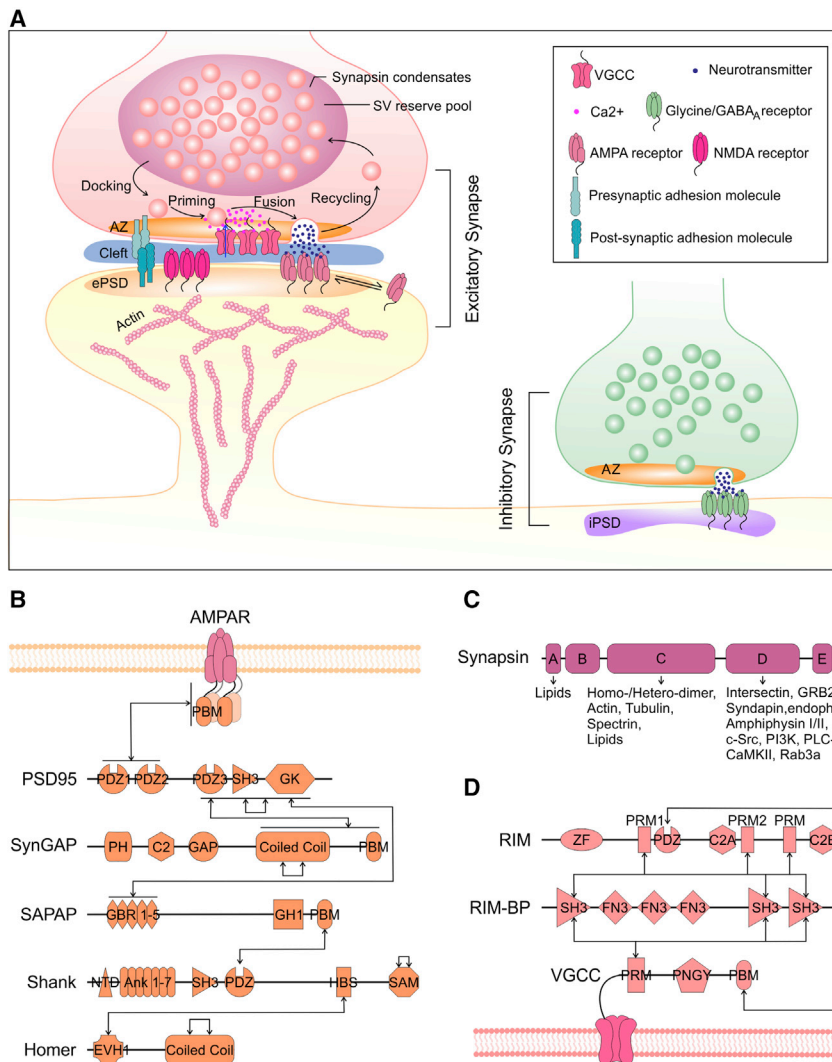 A
Synapsin condensates
SV reserve pool
Docking
Priming
Fusion
Recycling
AZ
Cleft
ePSD
Actin
Excitatory Synapse
VGCC
Neurotransmitter
Ca2+
Glycine/GABAA receptor
AMPA receptor
NMDA receptor
Presynaptic adhesion molecule
Post-synaptic adhesion molecule
Inhibitory Synapse
AZ
iPSD
B
AMPAR
PBM
PSD95
PDZ1
PDZ2
PDZ3
SH3
GK
SynGAP
PH
C2
GAP
Coiled Coil
PBM
SAPAP
GBR 1-5
GH1
PBM
Shank
NTD
Ank 1-7
SH3
PDZ
HBS
SAM
Homer
EVH1
Coiled Coil
C
Synapsin
A
B
C
D
E
Lipids
Homo-/Hetero-dimer,
Actin, Tubulin,
Spectrin,
Lipids
Intersectin, GRB2
Syndapin,endoph
Amphiphysin I/II,
c-Src, PI3K, PLC-
CaMKII, Rab3a
D
PRM1
PRM2
PRM
RIM
ZF
PDZ
C2A
C2B
RIM-BP
SH3
FN3
FN3
FN3
SH3
SH3
VGCC
PRM
PNGY
PBM